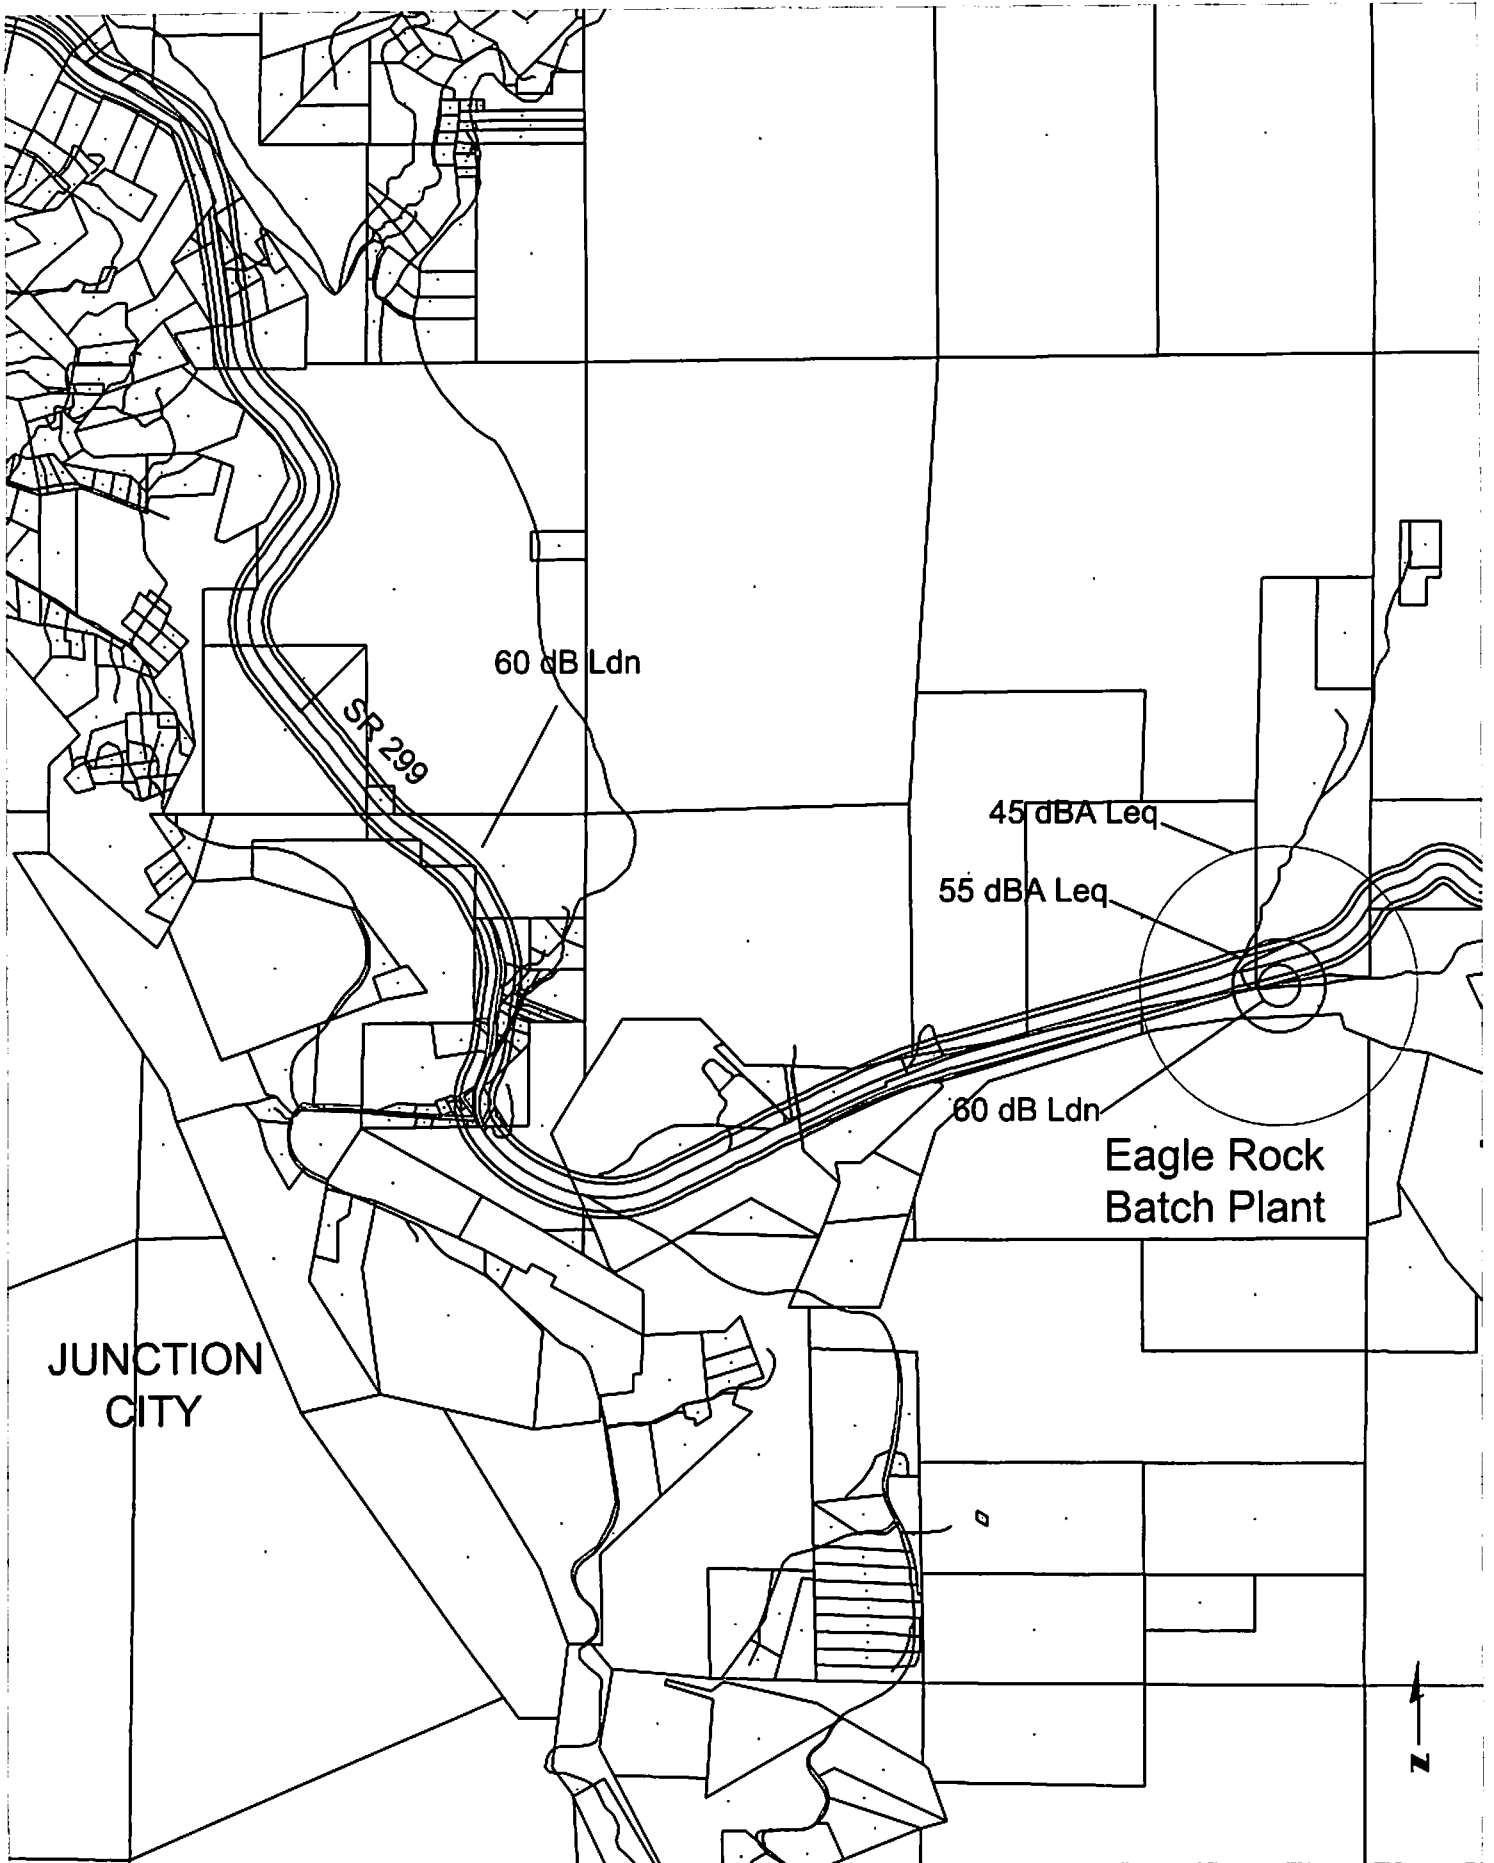 60 dB Ldn
SR 299
45 dBA Leq
55 dBA Leq
60 dB Ldn
Eagle Rock
Batch Plant
JUNCTION
CITY
N